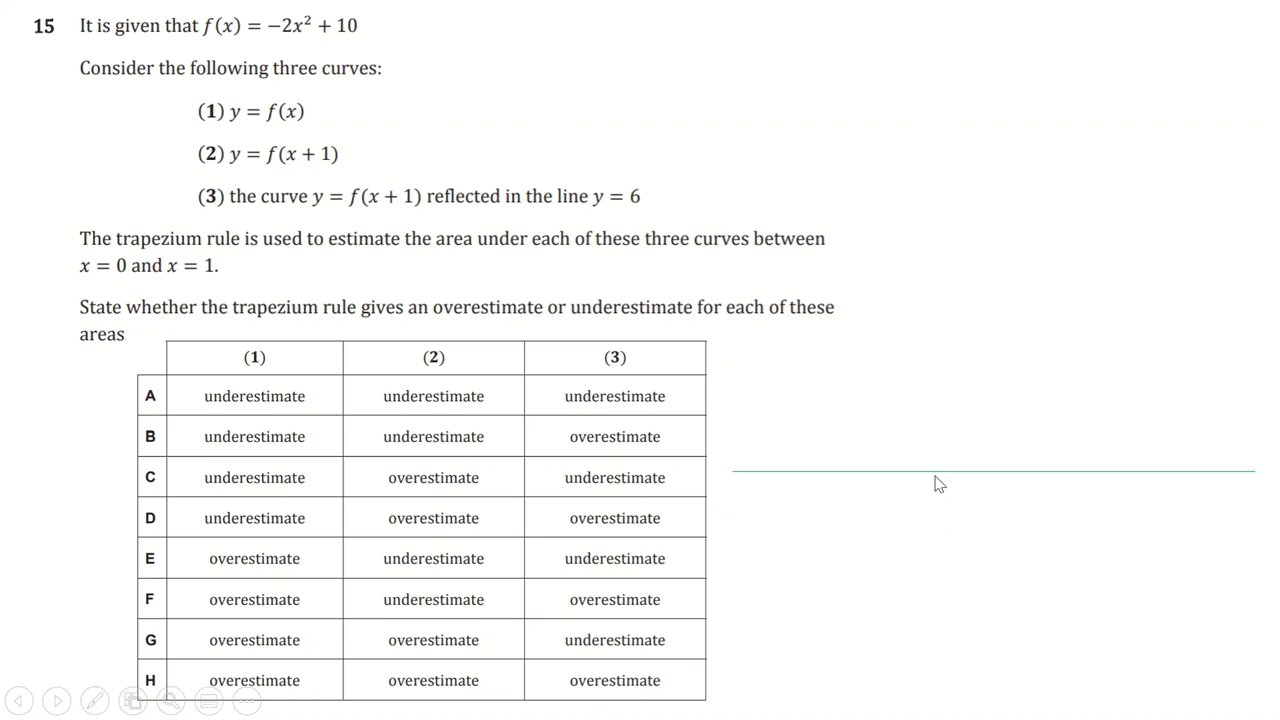 15 It is given that f(x) = −2x² + 10
Consider the following three curves:
(1) y = f(x)
(2) y = f(x + 1)
(3) the curve y = f(x + 1) reflected in the line y = 6
The trapezium rule is used to estimate the area under each of these three curves between
x = 0 and x = 1.
State whether the trapezium rule gives an overestimate or underestimate for each of these
areas
(1) (2) (3)
A underestimate underestimate underestimate
B underestimate underestimate overestimate
C underestimate overestimate underestimate
D underestimate overestimate overestimate
E overestimate underestimate underestimate
F overestimate underestimate overestimate
G overestimate overestimate underestimate
H overestimate overestimate overestimate